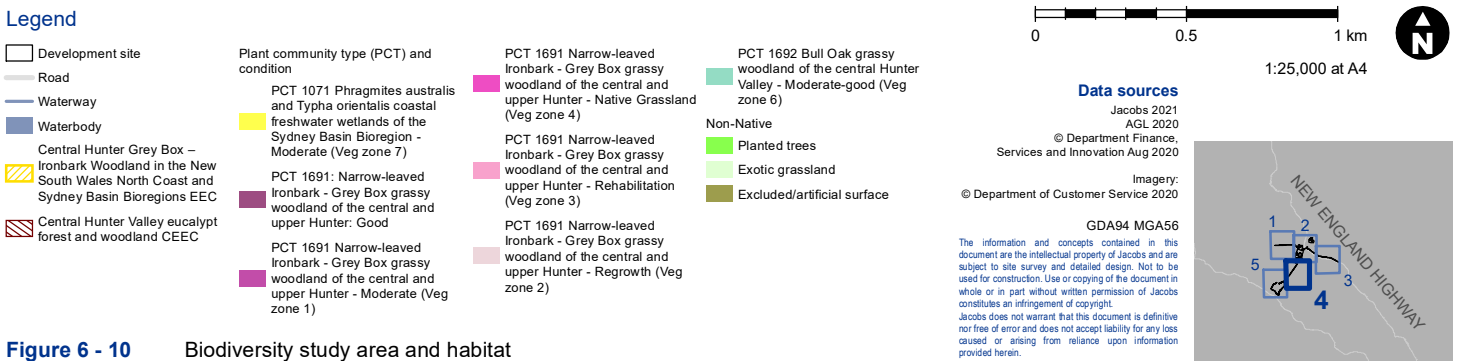 Legend
Development site
Road
Waterway
Waterbody
Central Hunter Grey Box –
Ironbark Woodland in the New
South Wales North Coast and
Sydney Basin Bioregions EEC
Central Hunter Valley eucalypt
forest and woodland CEEC
Plant community type (PCT) and
condition
PCT 1071 Phragmites australis
and Typha orientalis coastal
freshwater wetlands of the
Sydney Basin Bioregion -
Moderate (Veg zone 7)
PCT 1691: Narrow-leaved
Ironbark - Grey Box grassy
woodland of the central and
upper Hunter: Good
PCT 1691 Narrow-leaved
Ironbark - Grey Box grassy
woodland of the central and
upper Hunter - Moderate (Veg
zone 1)
PCT 1691 Narrow-leaved
Ironbark - Grey Box grassy
woodland of the central and
upper Hunter - Native Grassland
(Veg zone 4)
PCT 1691 Narrow-leaved
Ironbark - Grey Box grassy
woodland of the central and
upper Hunter - Rehabilitation
(Veg zone 3)
PCT 1691 Narrow-leaved
Ironbark - Grey Box grassy
woodland of the central and
upper Hunter - Regrowth (Veg
zone 2)
PCT 1692 Bull Oak grassy
woodland of the central Hunter
Valley - Moderate-good (Veg
zone 6)
Non-Native
Planted trees
Exotic grassland
Excluded/artificial surface
0 0.5 1 km
N
1:25,000 at A4
Data sources
Jacobs 2021
AGL 2020
© Department Finance,
Services and Innovation Aug 2020
Imagery:
© Department of Customer Service 2020
GDA94 MGA56
The information and concepts contained in this
document are the intellectual property of Jacobs and are
subject to site survey and detailed design. Not to be
used for construction. Use or copying of the document in
whole or in part without written permission of Jacobs
constitutes an infringement of copyright.
Jacobs does not warrant that this document is definitive
nor free of error and does not accept liability for any loss
caused or arising from reliance upon information
provided herein.
NEW ENGLAND HIGHWAY
1
2
3
5
4
Figure 6 - 10 Biodiversity study area and habitat